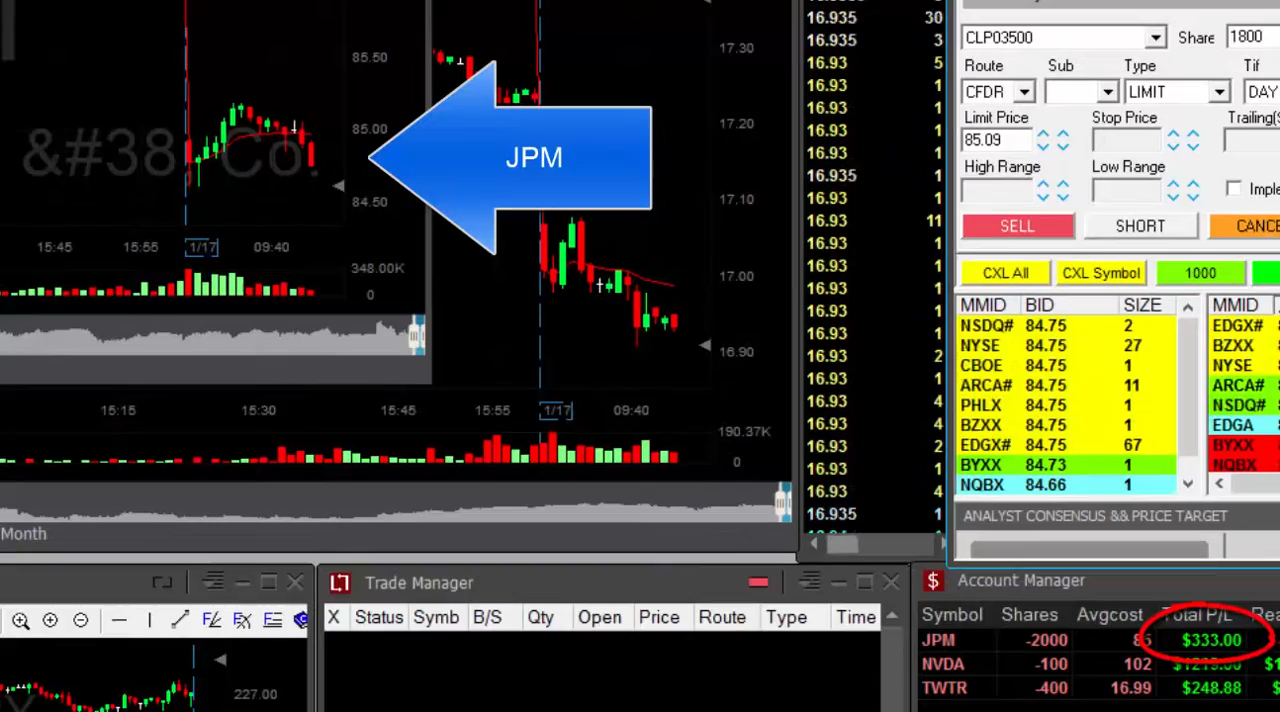 85.50
85.00
84.50
&#38; Co.
JPM
15:45 15:55 1/17 09:40
348.00K
0
17.30
17.20
17.10
17.00
16.90
15:15 15:30 15:45 15:55 1/17 09:40
190.37K
0
Month
16.935 30
16.935 3
16.93 5
16.93 1
16.93 1
16.93 1
16.93 1
16.935 1
16.93 1
16.93 11
16.93 1
16.93 1
16.93 1
16.93 1
16.93 1
16.93 2
16.93 1
16.93 4
16.93 4
16.93 2
16.93 1
16.93 4
16.935 1
CLP03500 Share 1800
Route Sub Type Tif
CFDR LIMIT DAY
Limit Price Stop Price Trailing(S
85.09
High Range Low Range
Imple
SELL SHORT CANCE
CXL All CXL Symbol 1000
MMID BID SIZE MMID
NSDQ# 84.75 2 EDGX#
NYSE 84.75 27 BZXX
CBOE 84.75 1 NYSE
ARCA# 84.75 11 ARCA#
PHLX 84.75 1 NSDQ#
BZXX 84.75 1 EDGA
EDGX# 84.75 67 BYXX
BYXX 84.73 1 NQBX
NQBX 84.66 1
ANALYST CONSENSUS && PRICE TARGET
Trade Manager
X Status Symb B/S Qty Open Price Route Type Time
227.00
$ Account Manager
Symbol Shares Avgcost Total P/L Rea
JPM -2000 85 $333.00
NVDA -100 102
TWTR -400 16.99 $248.88